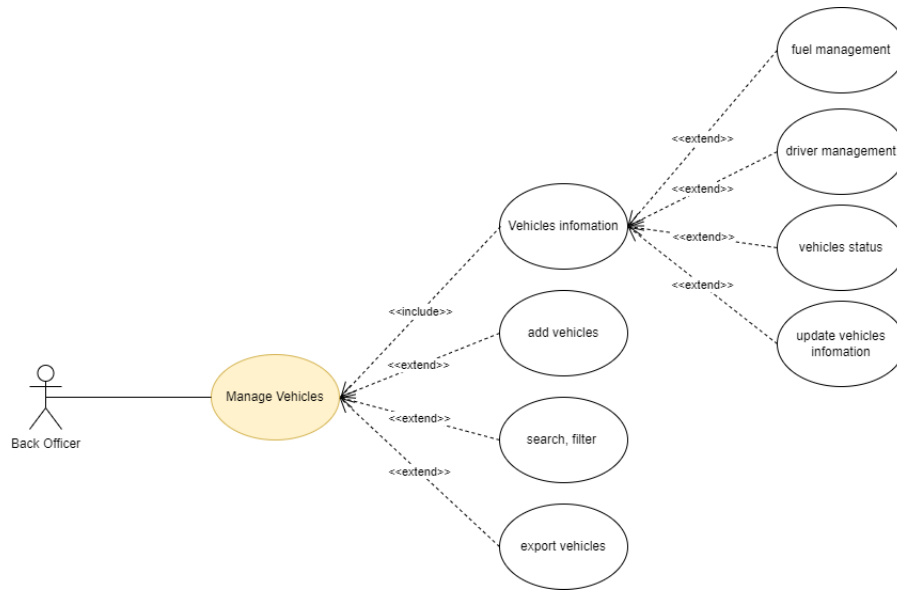 fuel management
<<extend>>
driver management
<<extend>>
Vehicles infomation
<<extend>>
vehicles status
<<extend>>
update vehicles
infomation
<<include>>
add vehicles
<<extend>>
Manage Vehicles
Back Officer
<<extend>>
search, filter
<<extend>>
export vehicles